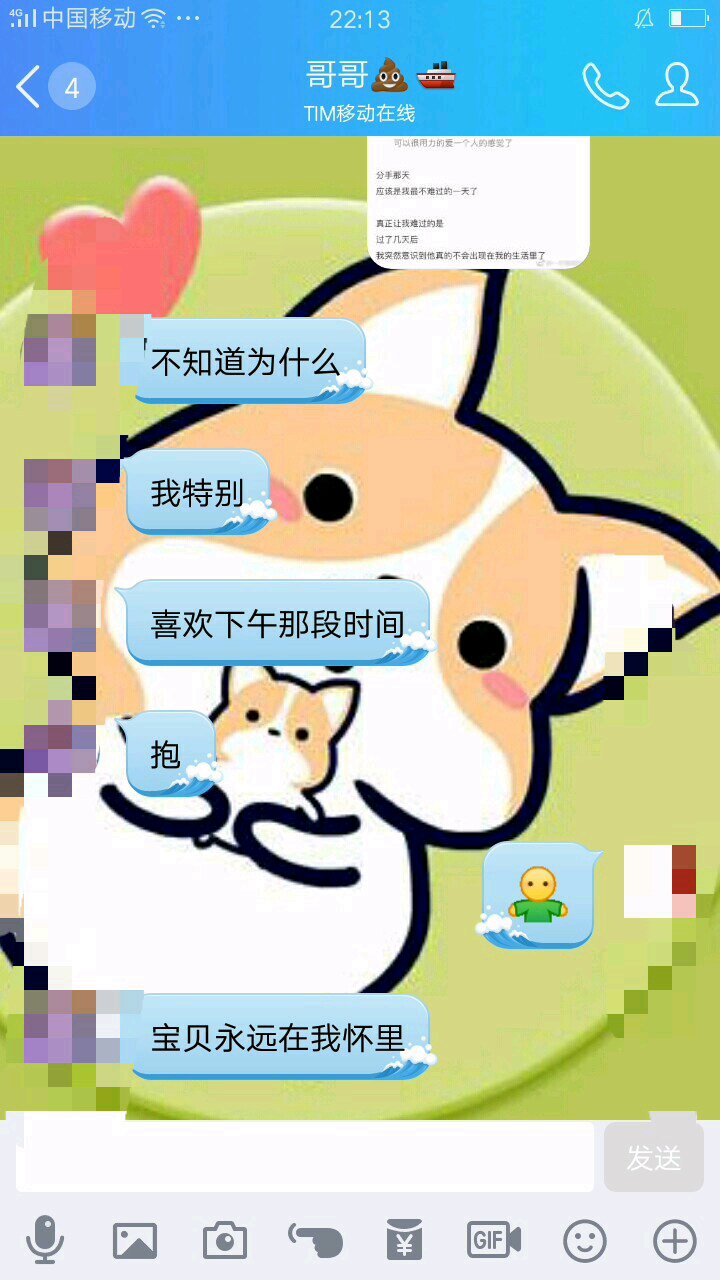 4G 中国移动 22:13
4
哥哥
TIM移动在线
可以很用力的爱一个人的感觉了
分手那天
应该是我最不难过的一天了
真正让我难过的是
过了几天后
我突然意识到他真的不会出现在我的生活里了
不知道为什么
我特别
喜欢下午那段时间
抱
宝贝永远在我怀里
发送
¥
GIF